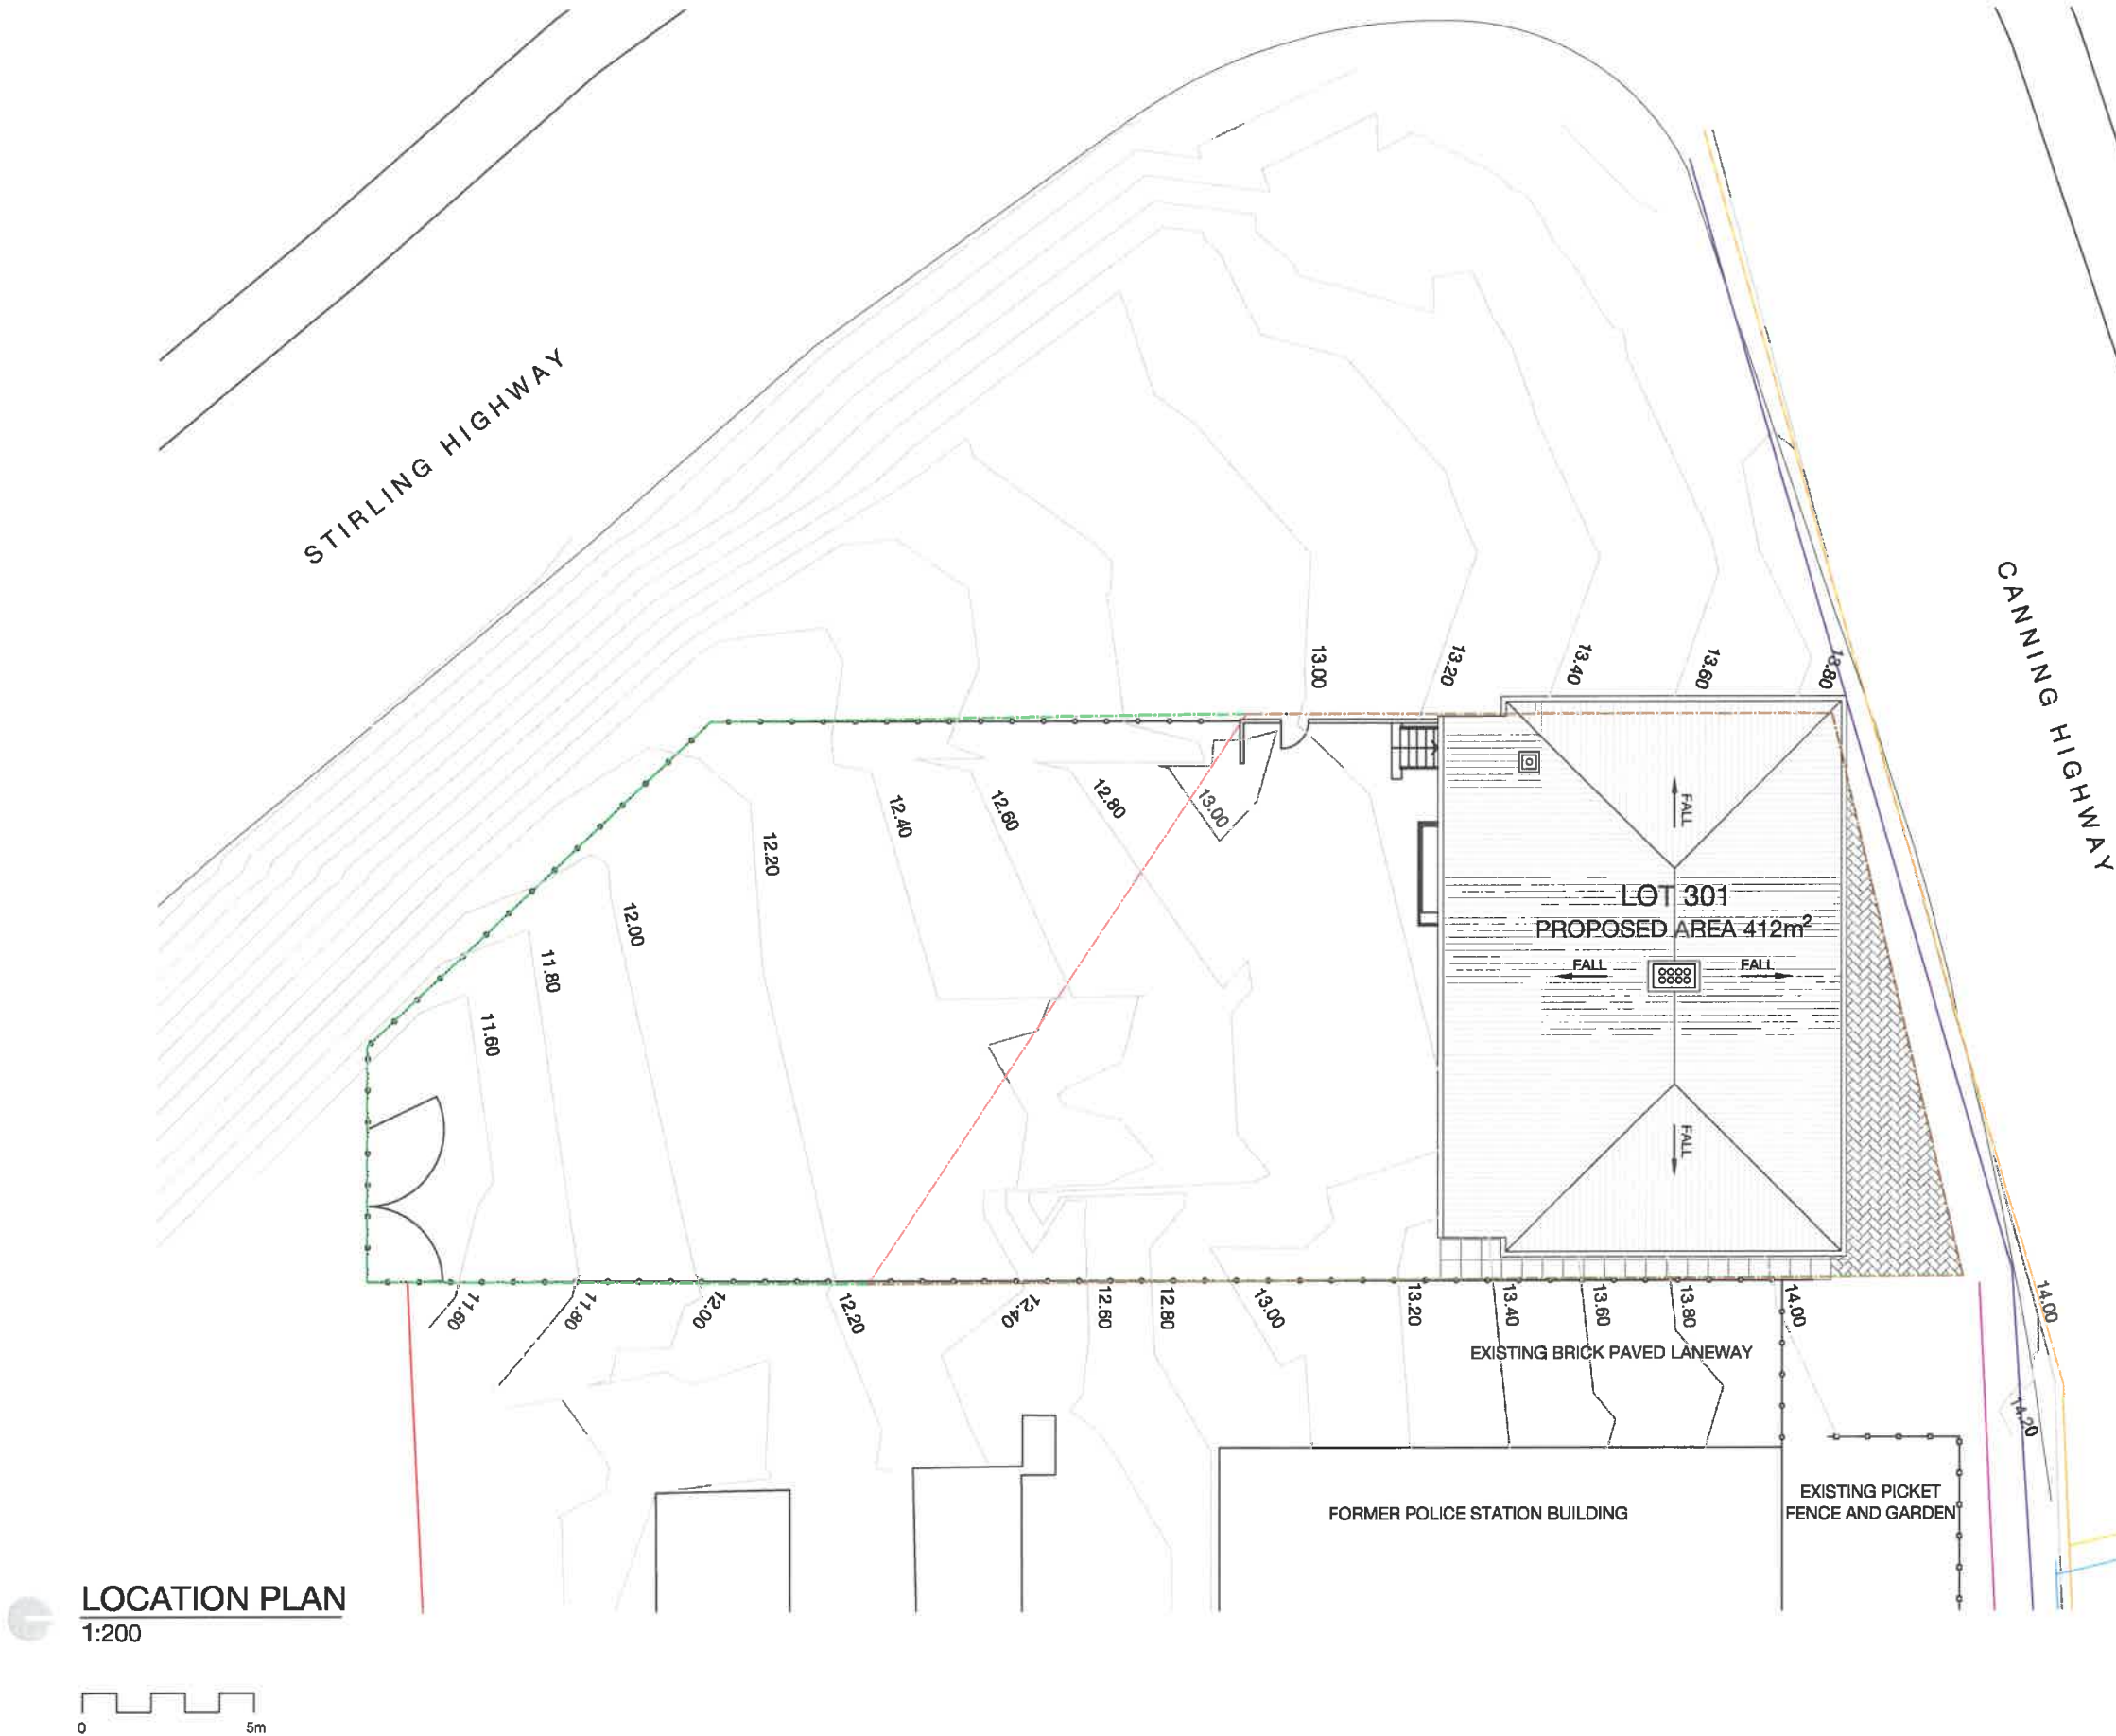 STIRLING HIGHWAY
CANNING HIGHWAY
13.00
13.20
13.40
13.60
13.80
12.40
12.60
12.80
13.00
12.20
12.00
11.80
11.60
FALL
LOT 301
PROPOSED AREA 412m²
FALL
FALL
FALL
11.60
11.80
12.00
12.20
12.40
12.60
12.80
13.00
13.20
13.40
13.60
13.80
14.00
14.00
EXISTING BRICK PAVED LANEWAY
14.20
FORMER POLICE STATION BUILDING
EXISTING PICKET
FENCE AND GARDEN
LOCATION PLAN
1:200
0 5m